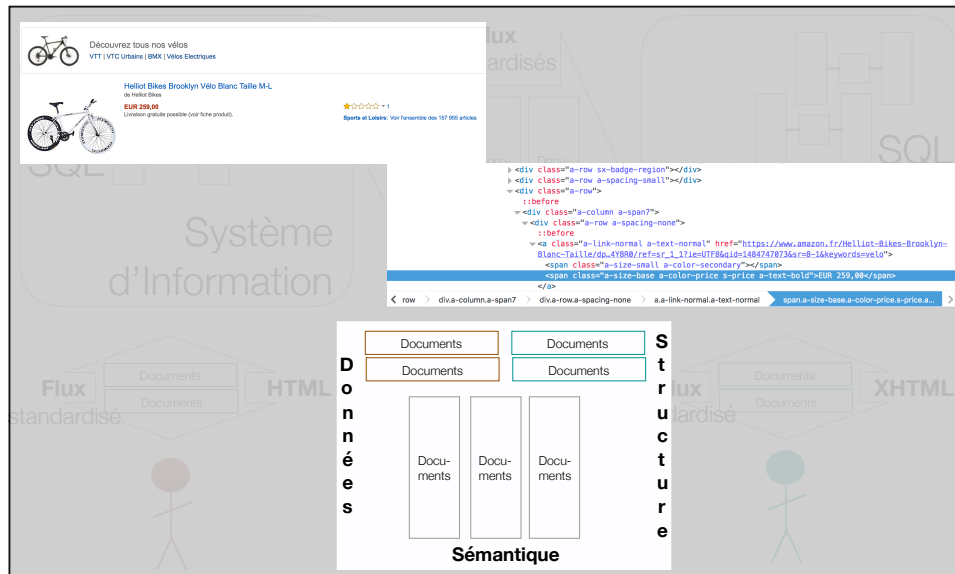 Découvrez tous nos vélos
VTT | VTC Urbains | BMX | Vélos Electriques
Helliot Bikes Brooklyn Vélo Blanc Taille M-L
de Helliot Bikes
EUR 259,00
Livraison gratuite possible (voir fiche produit).
1
Sports et Loisirs: Voir l'ensemble des 157 955 articles
lux
ardisés
Docu-
SQL
SQL
Système
d'Information
<div class="a-row sx-badge-region"></div>
<div class="a-row a-spacing-small"></div>
<div class="a-row">
::before
<div class="a-column a-span7">
<div class="a-row a-spacing-none">
::before
<a class="a-link-normal a-text-normal" href="https://www.amazon.fr/Helliot-Bikes-Brooklyn-
Blanc-Taille/dp…4Y8R0/ref=sr_1_1?ie=UTF8&qid=1484747073&sr=8-1&keywords=velo">
<span class="a-size-small a-color-secondary"></span>
<span class="a-size-base a-color-price s-price a-text-bold">EUR 259,00</span>
</a>
row
div.a-column.a-span7
div.a-row.a-spacing-none
a.a-link-normal.a-text-normal
span.a-size-base.a-color-price.s-price.a…
Flux
standardisé
Documents
Documents
HTML
Données
Documents
Documents
Documents
Documents
Docu-
ments
Docu-
ments
Docu-
ments
Structure
Sémantique
lux
dardisé
Documents
Documents
XHTML